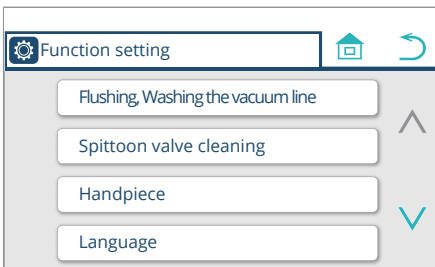 Function setting
Flushing, Washing the vacuum line
Spittoon valve cleaning
Handpiece
Language